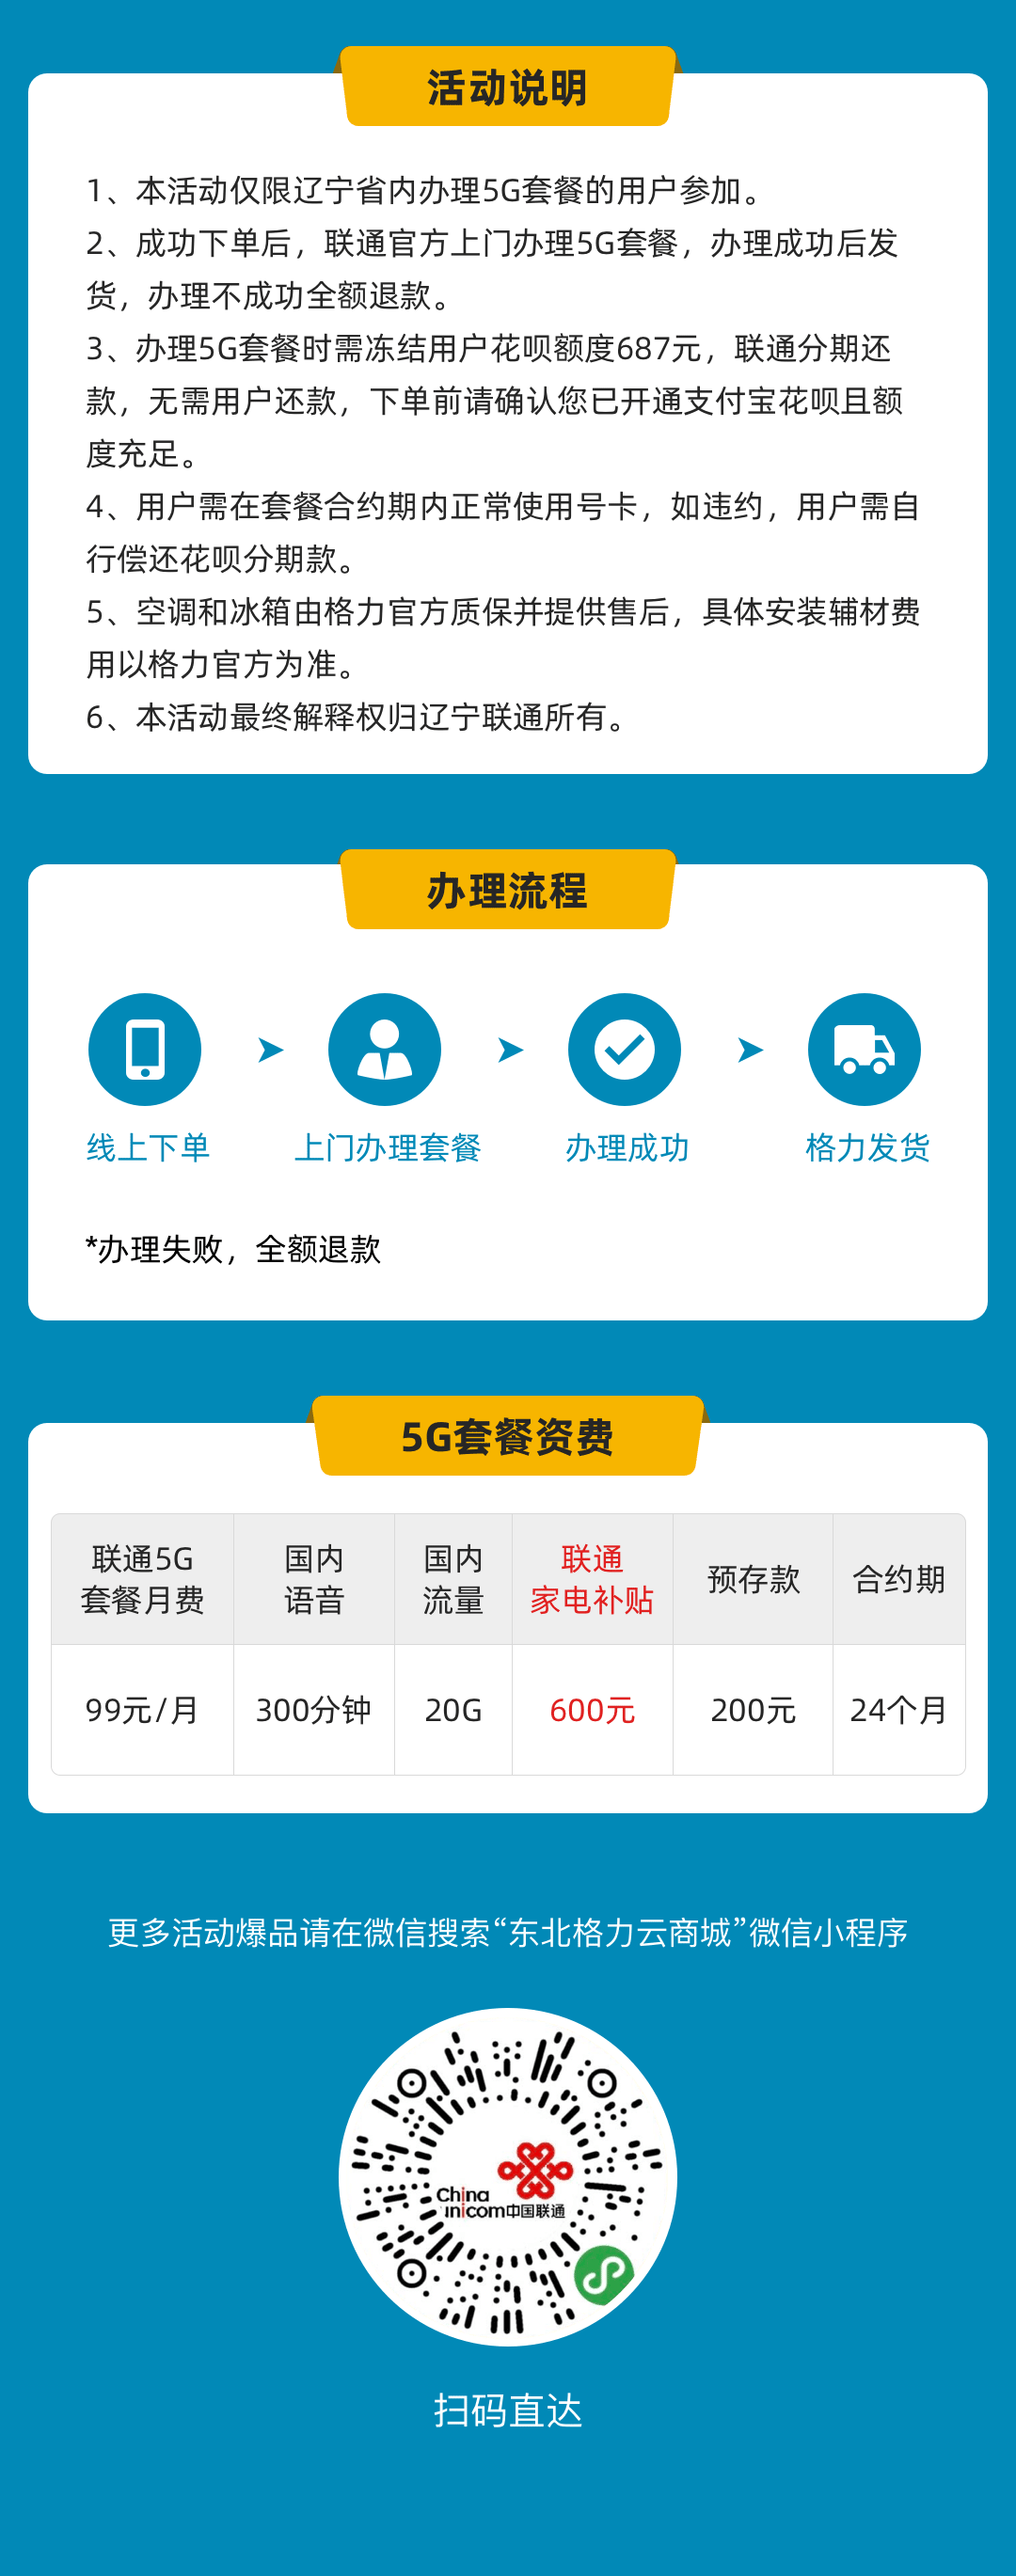 活动说明
1、本活动仅限辽宁省内办理5G套餐的用户参加。
2、成功下单后，联通官方上门办理5G套餐，办理成功后发
货，办理不成功全额退款。
3、办理5G套餐时需冻结用户花呗额度687元，联通分期还
款，无需用户还款，下单前请确认您已开通支付宝花呗且额
度充足。
4、用户需在套餐合约期内正常使用号卡，如违约，用户需自
行偿还花呗分期款。
5、空调和冰箱由格力官方质保并提供售后，具体安装辅材费
用以格力官方为准。
6、本活动最终解释权归辽宁联通所有。
办理流程
线上下单
上门办理套餐
办理成功
格力发货
*办理失败，全额退款
5G套餐资费
联通5G
套餐月费
国内
语音
国内
流量
联通
家电补贴
预存款
合约期
99元/月
300分钟
20G
600元
200元
24个月
更多活动爆品请在微信搜索“东北格力云商城”微信小程序
China
unicom中国联通
扫码直达